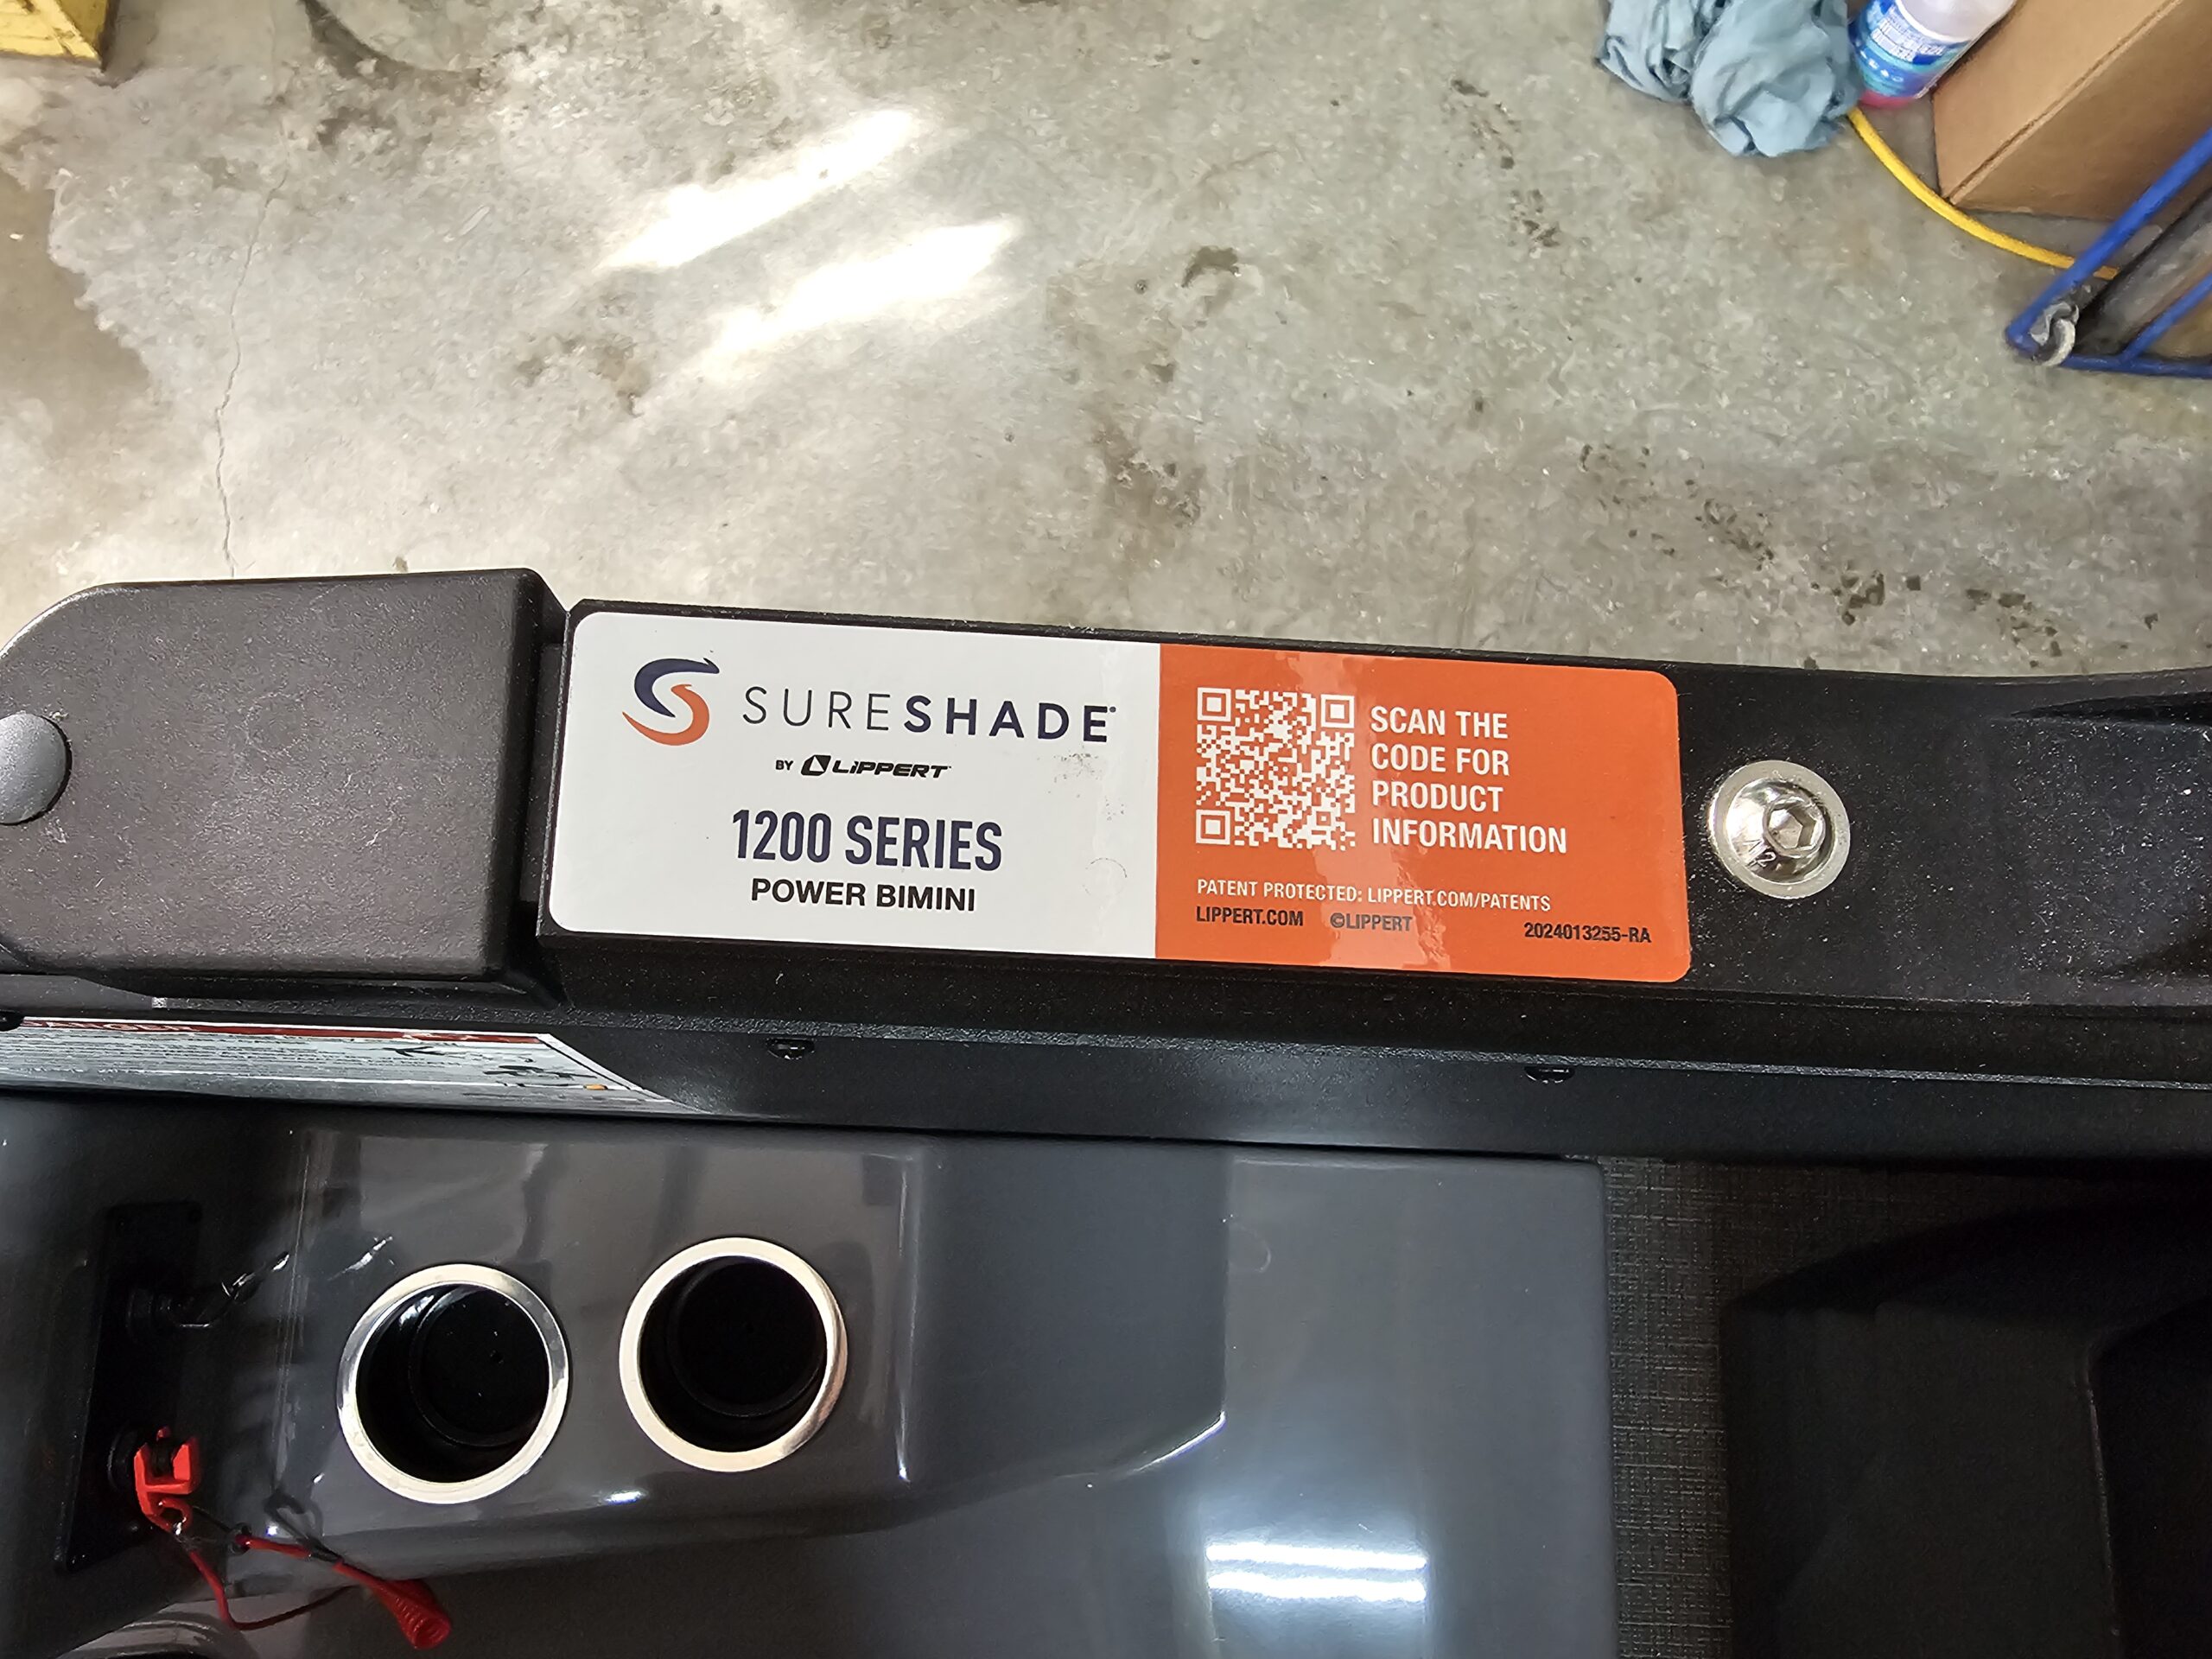 SURESHADE®
BY LIPPERT
1200 SERIES
POWER BIMINI
SCAN THE
CODE FOR
PRODUCT
INFORMATION
PATENT PROTECTED: LIPPERT.COM/PATENTS
LIPPERT.COM ©LIPPERT
2024013255-RA